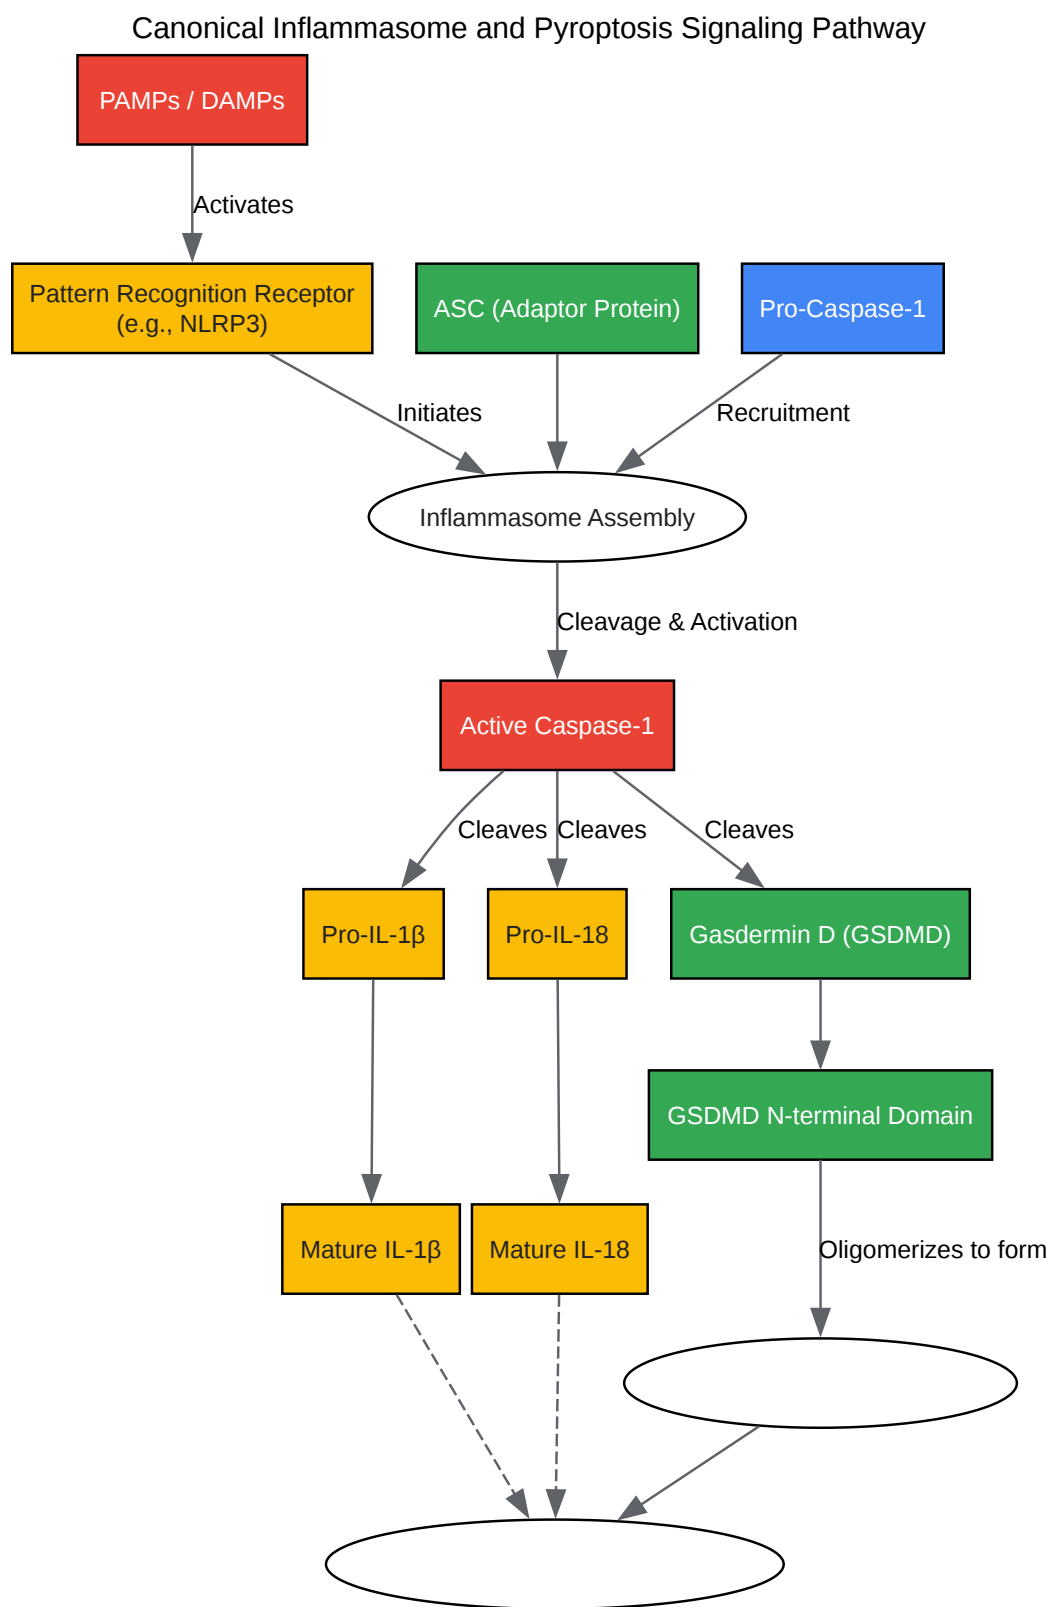 Canonical Inflammasome and Pyroptosis Signaling Pathway
PAMPs / DAMPs
Activates
Pattern Recognition Receptor
(e.g., NLRP3)
ASC (Adaptor Protein)
Pro-Caspase-1
Initiates
Recruitment
Inflammasome Assembly
Cleavage & Activation
Active Caspase-1
Cleaves
Cleaves
Cleaves
Pro-IL-1β
Pro-IL-18
Gasdermin D (GSDMD)
GSDMD N-terminal Domain
Mature IL-1β
Mature IL-18
Oligomerizes to form